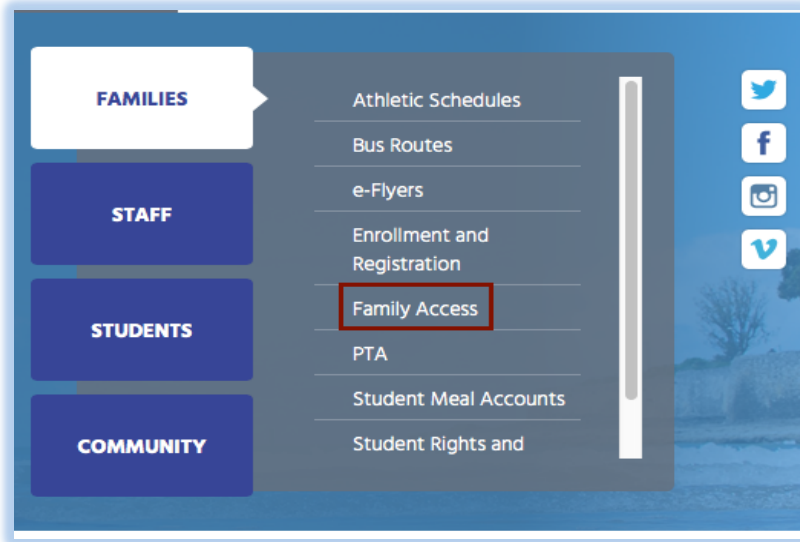 FAMILIES
STAFF
STUDENTS
COMMUNITY
Athletic Schedules
Bus Routes
e-Flyers
Enrollment and
Registration
Family Access
PTA
Student Meal Accounts
Student Rights and